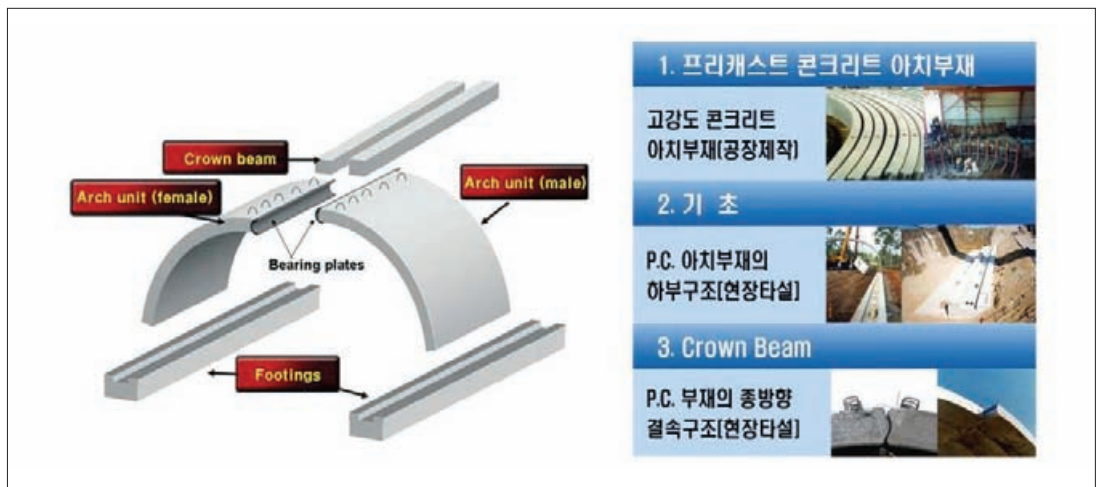 Crown beam
Arch unit (female)
Arch unit (male)
Bearing plates
Footings
1. 프리캐스트 콘크리트 아치부재
고강도 콘크리트
아치부재(공장제작)
2. 기 초
P.C. 아치부재의
하부구조(현장타설)
3. Crown Beam
P.C. 부재의 종방향
결속구조(현장타설)